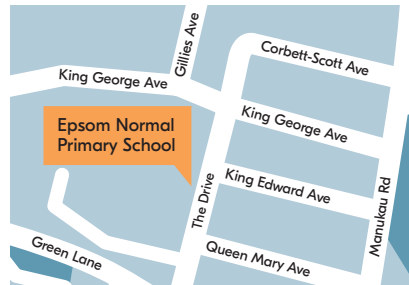 Gillies Ave
Corbett-Scott Ave
King George Ave
King George Ave
Epsom Normal
Primary School
King Edward Ave
The Drive
Manukau Rd
Green Lane
Queen Mary Ave